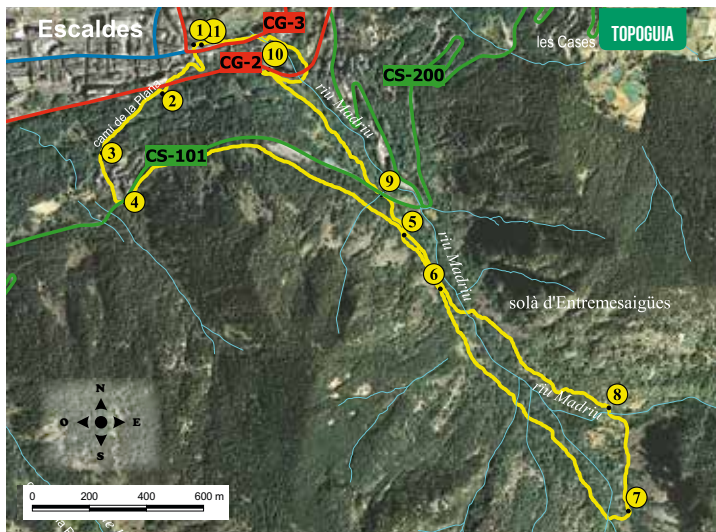 Escaldes
TOPOGUIA
les Cases
CG-3
1
11
CG-2
10
CS-200
riu Madriu
2
camí de la Plana
3
CS-101
4
9
5
riu Madriu
6
solà d'Entremesaigües
riu Madriu
8
7
N
O
E
S
0
200
400
600 m